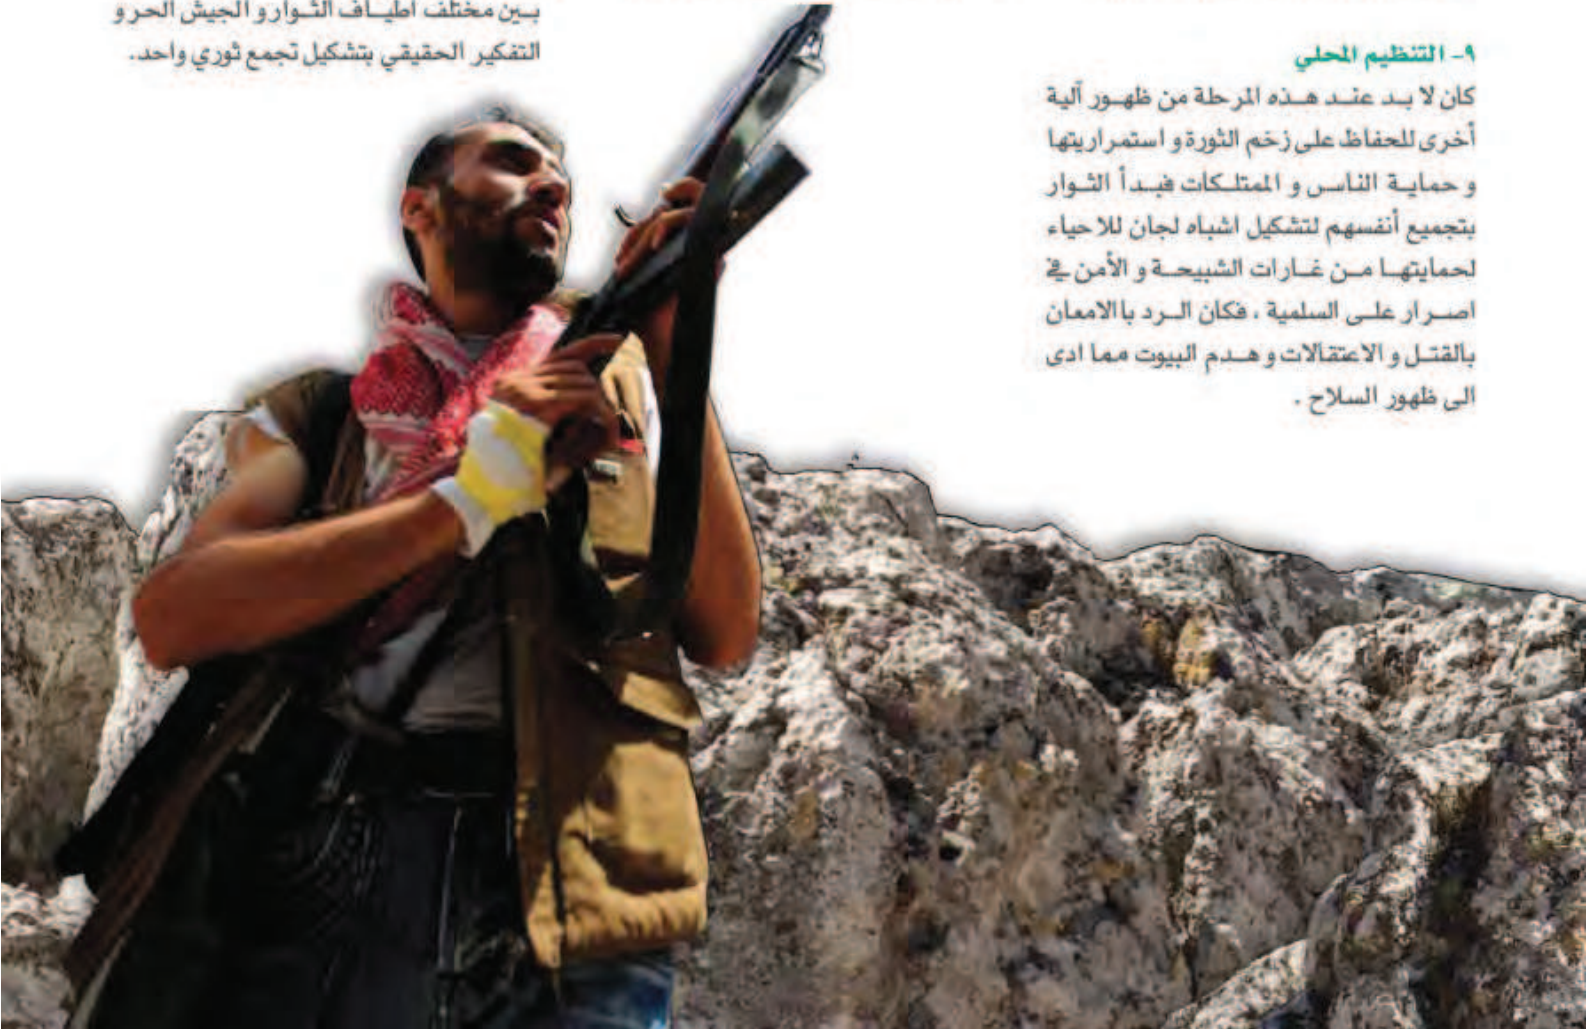 ٩- التنظيم المحلي
كان لا بد عند هذه المرحلة من ظهور آلية
أخرى للحفاظ على زخم الثورة و استمراريتها
و حماية الناس و الممتلكات فبدأ الثوار
بتجميع أنفسهم لتشكيل اشباه لجان للاحياء
لحمايتها من غارات الشبيحة و الأمن في
اصرار على السلمية ، فكان الرد بالامعان
بالقتل و الاعتقالات و هدم البيوت مما ادى
الى ظهور السلاح .
بين مختلف اطياف الثوار و الجيش الحر و
التفكير الحقيقي بتشكيل تجمع ثوري واحد.